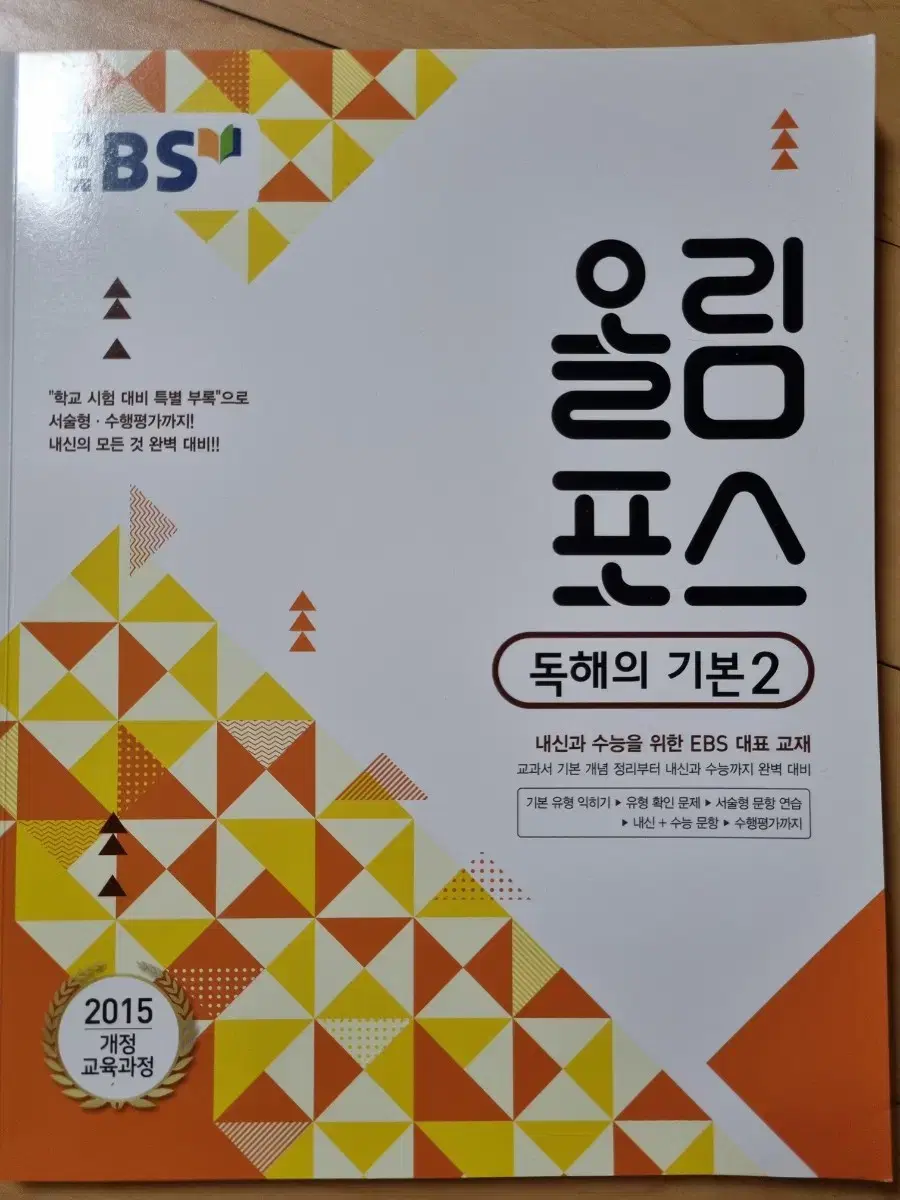 EBS
올림
포스
독해의 기본2
"학교 시험 대비 특별 부록"으로
서술형·수행평가까지!
내신의 모든 것 완벽 대비!!
내신과 수능을 위한 EBS 대표 교재
교과서 기본 개념 정리부터 내신과 수능까지 완벽 대비
기본 유형 익히기 ▶ 유형 확인 문제 ▶ 서술형 문항 연습
▶ 내신 + 수능 문항 ▶ 수행평가까지
2015
개정
교육과정